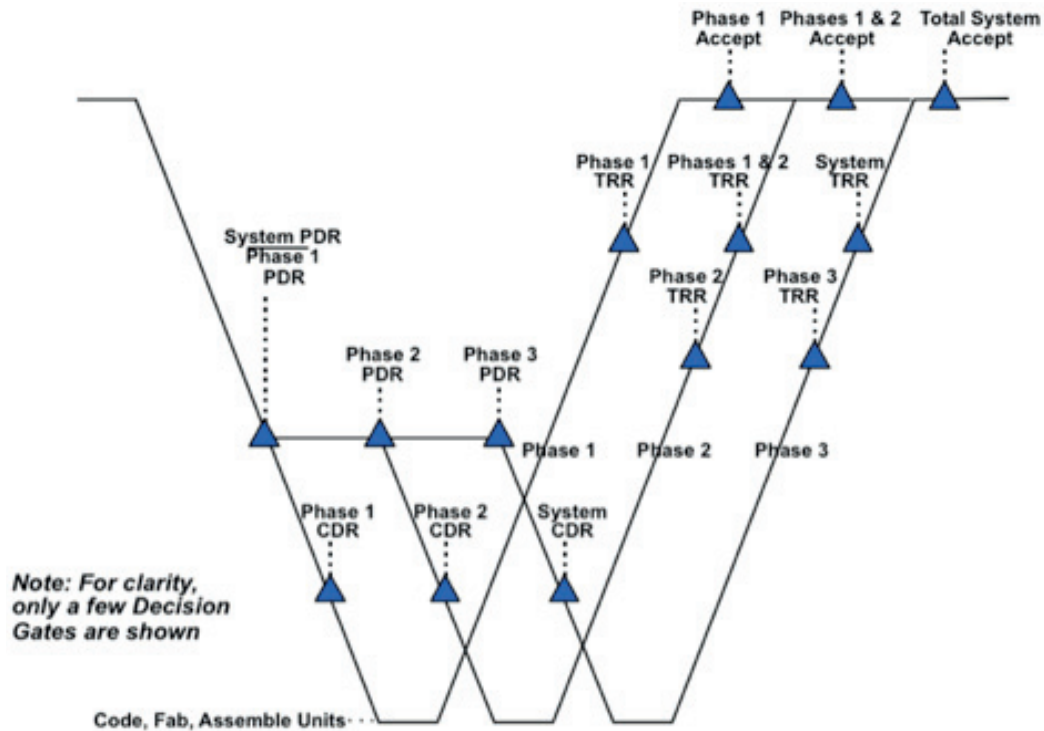 Phase 1
Accept
Phases 1 & 2
Accept
Total System
Accept
Phase 1
TRR
Phases 1 & 2
TRR
System
TRR
System PDR
Phase 1
PDR
Phase 2
TRR
Phase 3
TRR
Phase 2
PDR
Phase 3
PDR
Phase 1
Phase 2
Phase 3
Phase 1
CDR
Phase 2
CDR
System
CDR
Note: For clarity,
only a few Decision
Gates are shown
Code, Fab, Assemble Units